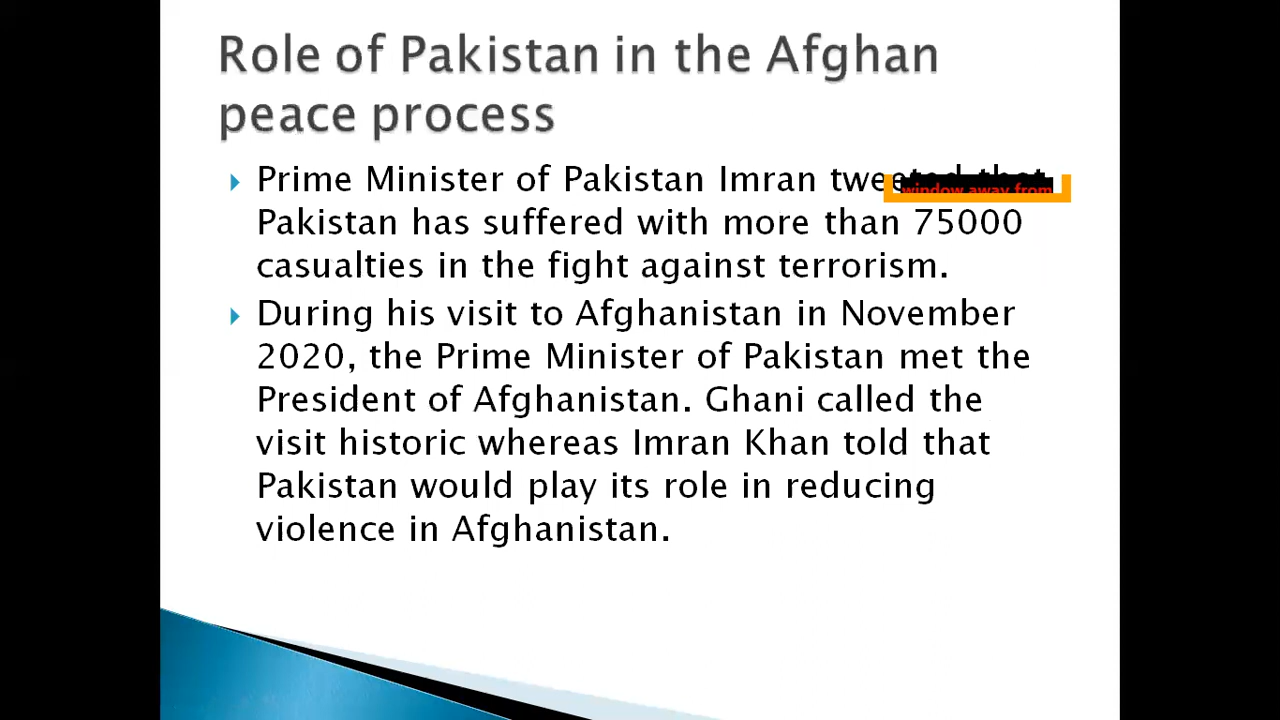 Role of Pakistan in the Afghan
peace process
Prime Minister of Pakistan Imran tweeted that
window away from
Pakistan has suffered with more than 75000
casualties in the fight against terrorism.
During his visit to Afghanistan in November
2020, the Prime Minister of Pakistan met the
President of Afghanistan. Ghani called the
visit historic whereas Imran Khan told that
Pakistan would play its role in reducing
violence in Afghanistan.